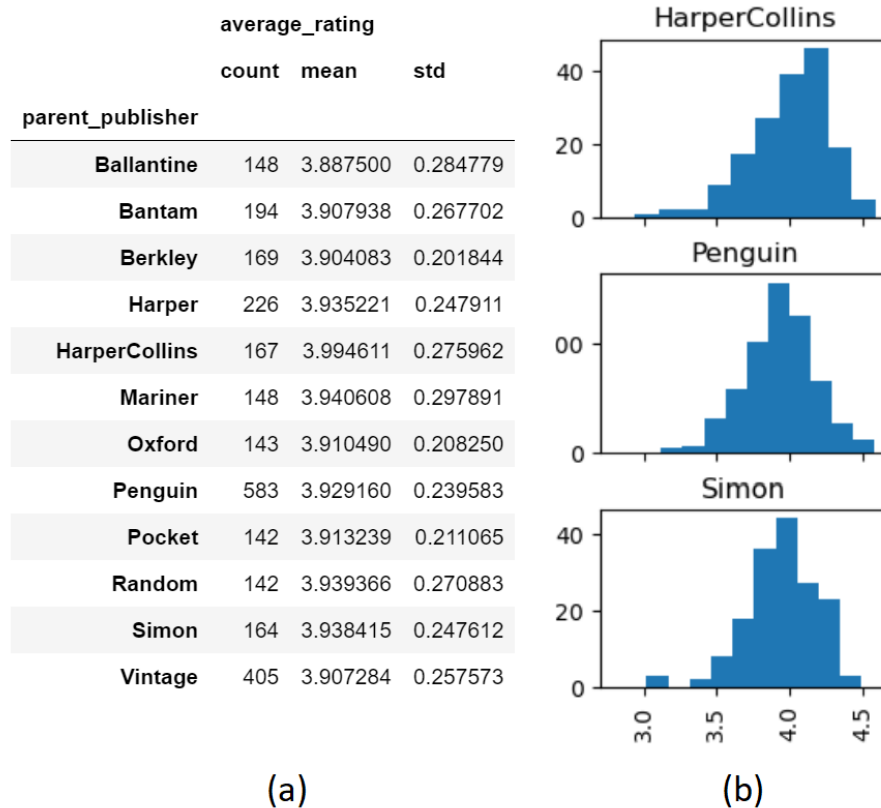 average_rating
count mean std
parent_publisher
Ballantine 148 3.887500 0.284779
Bantam 194 3.907938 0.267702
Berkley 169 3.904083 0.201844
Harper 226 3.935221 0.247911
HarperCollins 167 3.994611 0.275962
Mariner 148 3.940608 0.297891
Oxford 143 3.910490 0.208250
Penguin 583 3.929160 0.239583
Pocket 142 3.913239 0.211065
Random 142 3.939366 0.270883
Simon 164 3.938415 0.247612
Vintage 405 3.907284 0.257573
(a)
HarperCollins
40
20
0
Penguin
00
0
Simon
40
20
0
3.0 3.5 4.0 4.5
(b)